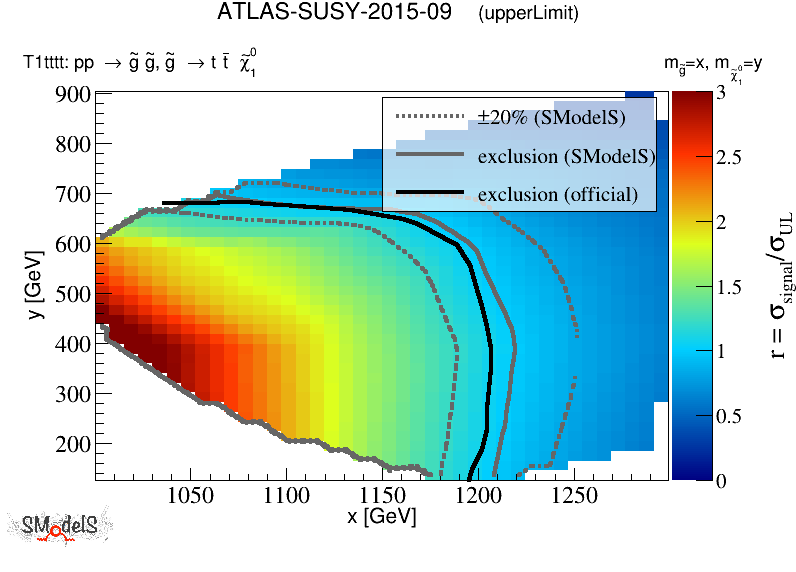 ATLAS-SUSY-2015-09 (upperLimit)
T1tttt: pp → g̃ g̃, g̃ → t t̄ χ̃₁⁰
m_g̃=x, m_χ̃₁⁰=y
±20% (SModelS)
exclusion (SModelS)
exclusion (official)
900
800
700
600
500
400
300
200
y [GeV]
1050
1100
1150
1200
1250
x [GeV]
3
2.5
2
1.5
1
0.5
0
r = σ_signal/σ_UL
SModelS